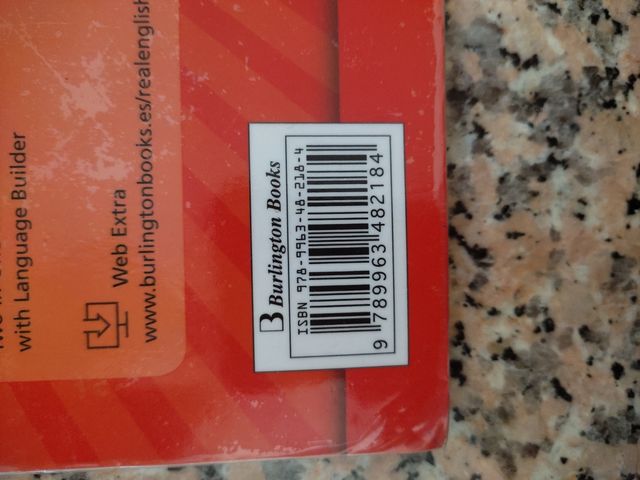 with Language Builder
Web Extra
www.burlingtonbooks.es/realenglish
Burlington Books
ISBN 978-9963-48-218-4
9 789963 482184